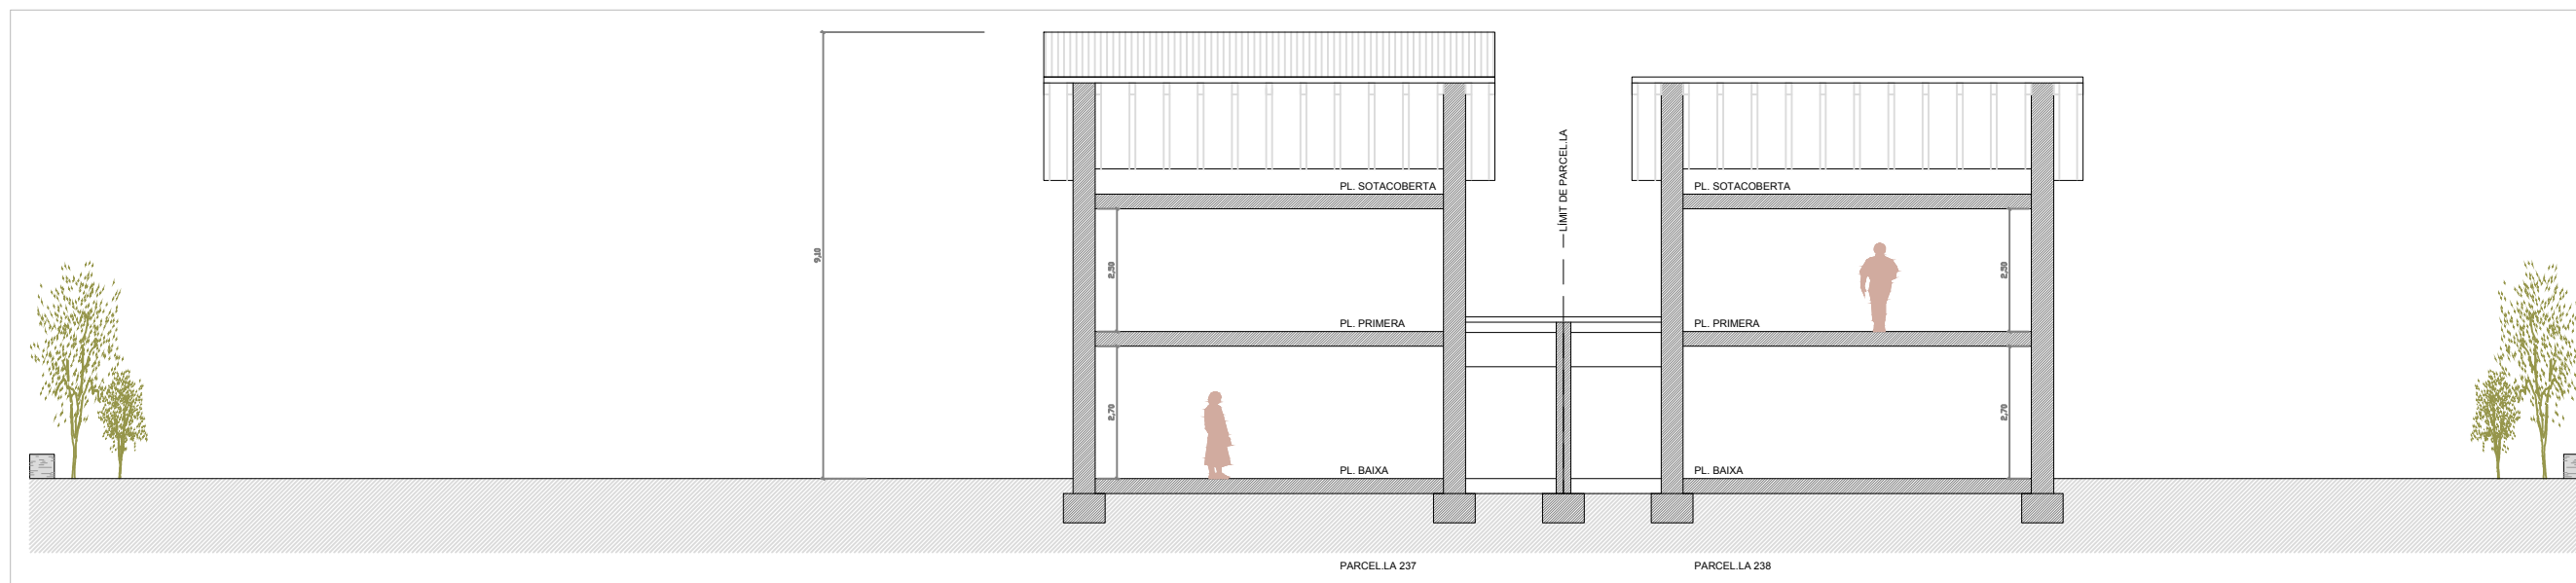 9,10
LÍMIT DE PARCEL.LA
PL. SOTACOBERTA
PL. SOTACOBERTA
2,50
2,50
PL. PRIMERA
PL. PRIMERA
2,70
2,70
PL. BAIXA
PL. BAIXA
PARCEL.LA 237
PARCEL.LA 238